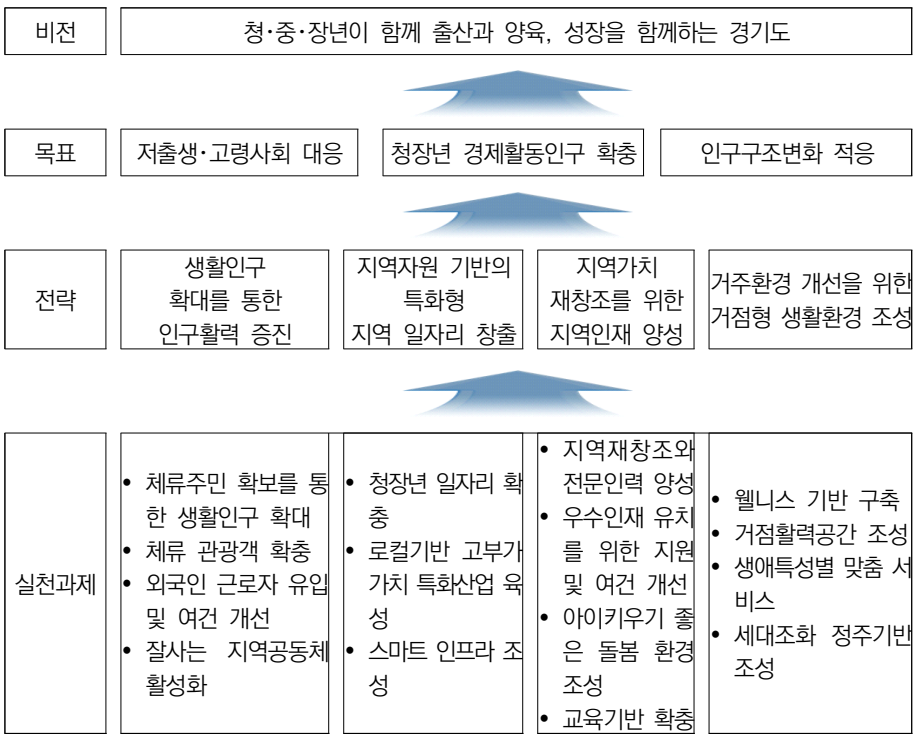 비전
청·중·장년이 함께 출산과 양육, 성장을 함께하는 경기도
목표
저출생·고령사회 대응
청장년 경제활동인구 확충
인구구조변화 적응
전략
생활인구
확대를 통한
인구활력 증진
지역자원 기반의
특화형
지역 일자리 창출
지역가치
재창조를 위한
지역인재 양성
거주환경 개선을 위한
거점형 생활환경 조성
실천과제
• 체류주민 확보를 통
한 생활인구 확대
• 체류 관광객 확충
• 외국인 근로자 유입
및 여건 개선
• 잘사는 지역공동체
활성화
• 청장년 일자리 확
충
• 로컬기반 고부가
가치 특화산업 육
성
• 스마트 인프라 조
성
• 지역재창조와
전문인력 양성
• 우수인재 유치
를 위한 지원
및 여건 개선
• 아이키우기 좋
은 돌봄 환경
조성
• 교육기반 확충
• 웰니스 기반 구축
• 거점활력공간 조성
• 생애특성별 맞춤 서
비스
• 세대조화 정주기반
조성